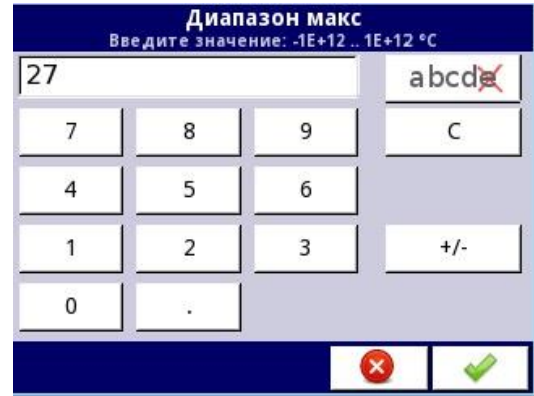 Диапазон макс
Введите значение: -1E+12 .. 1E+12 °C
27
abcde
7 8 9 C
4 5 6
1 2 3 +/-
0 .